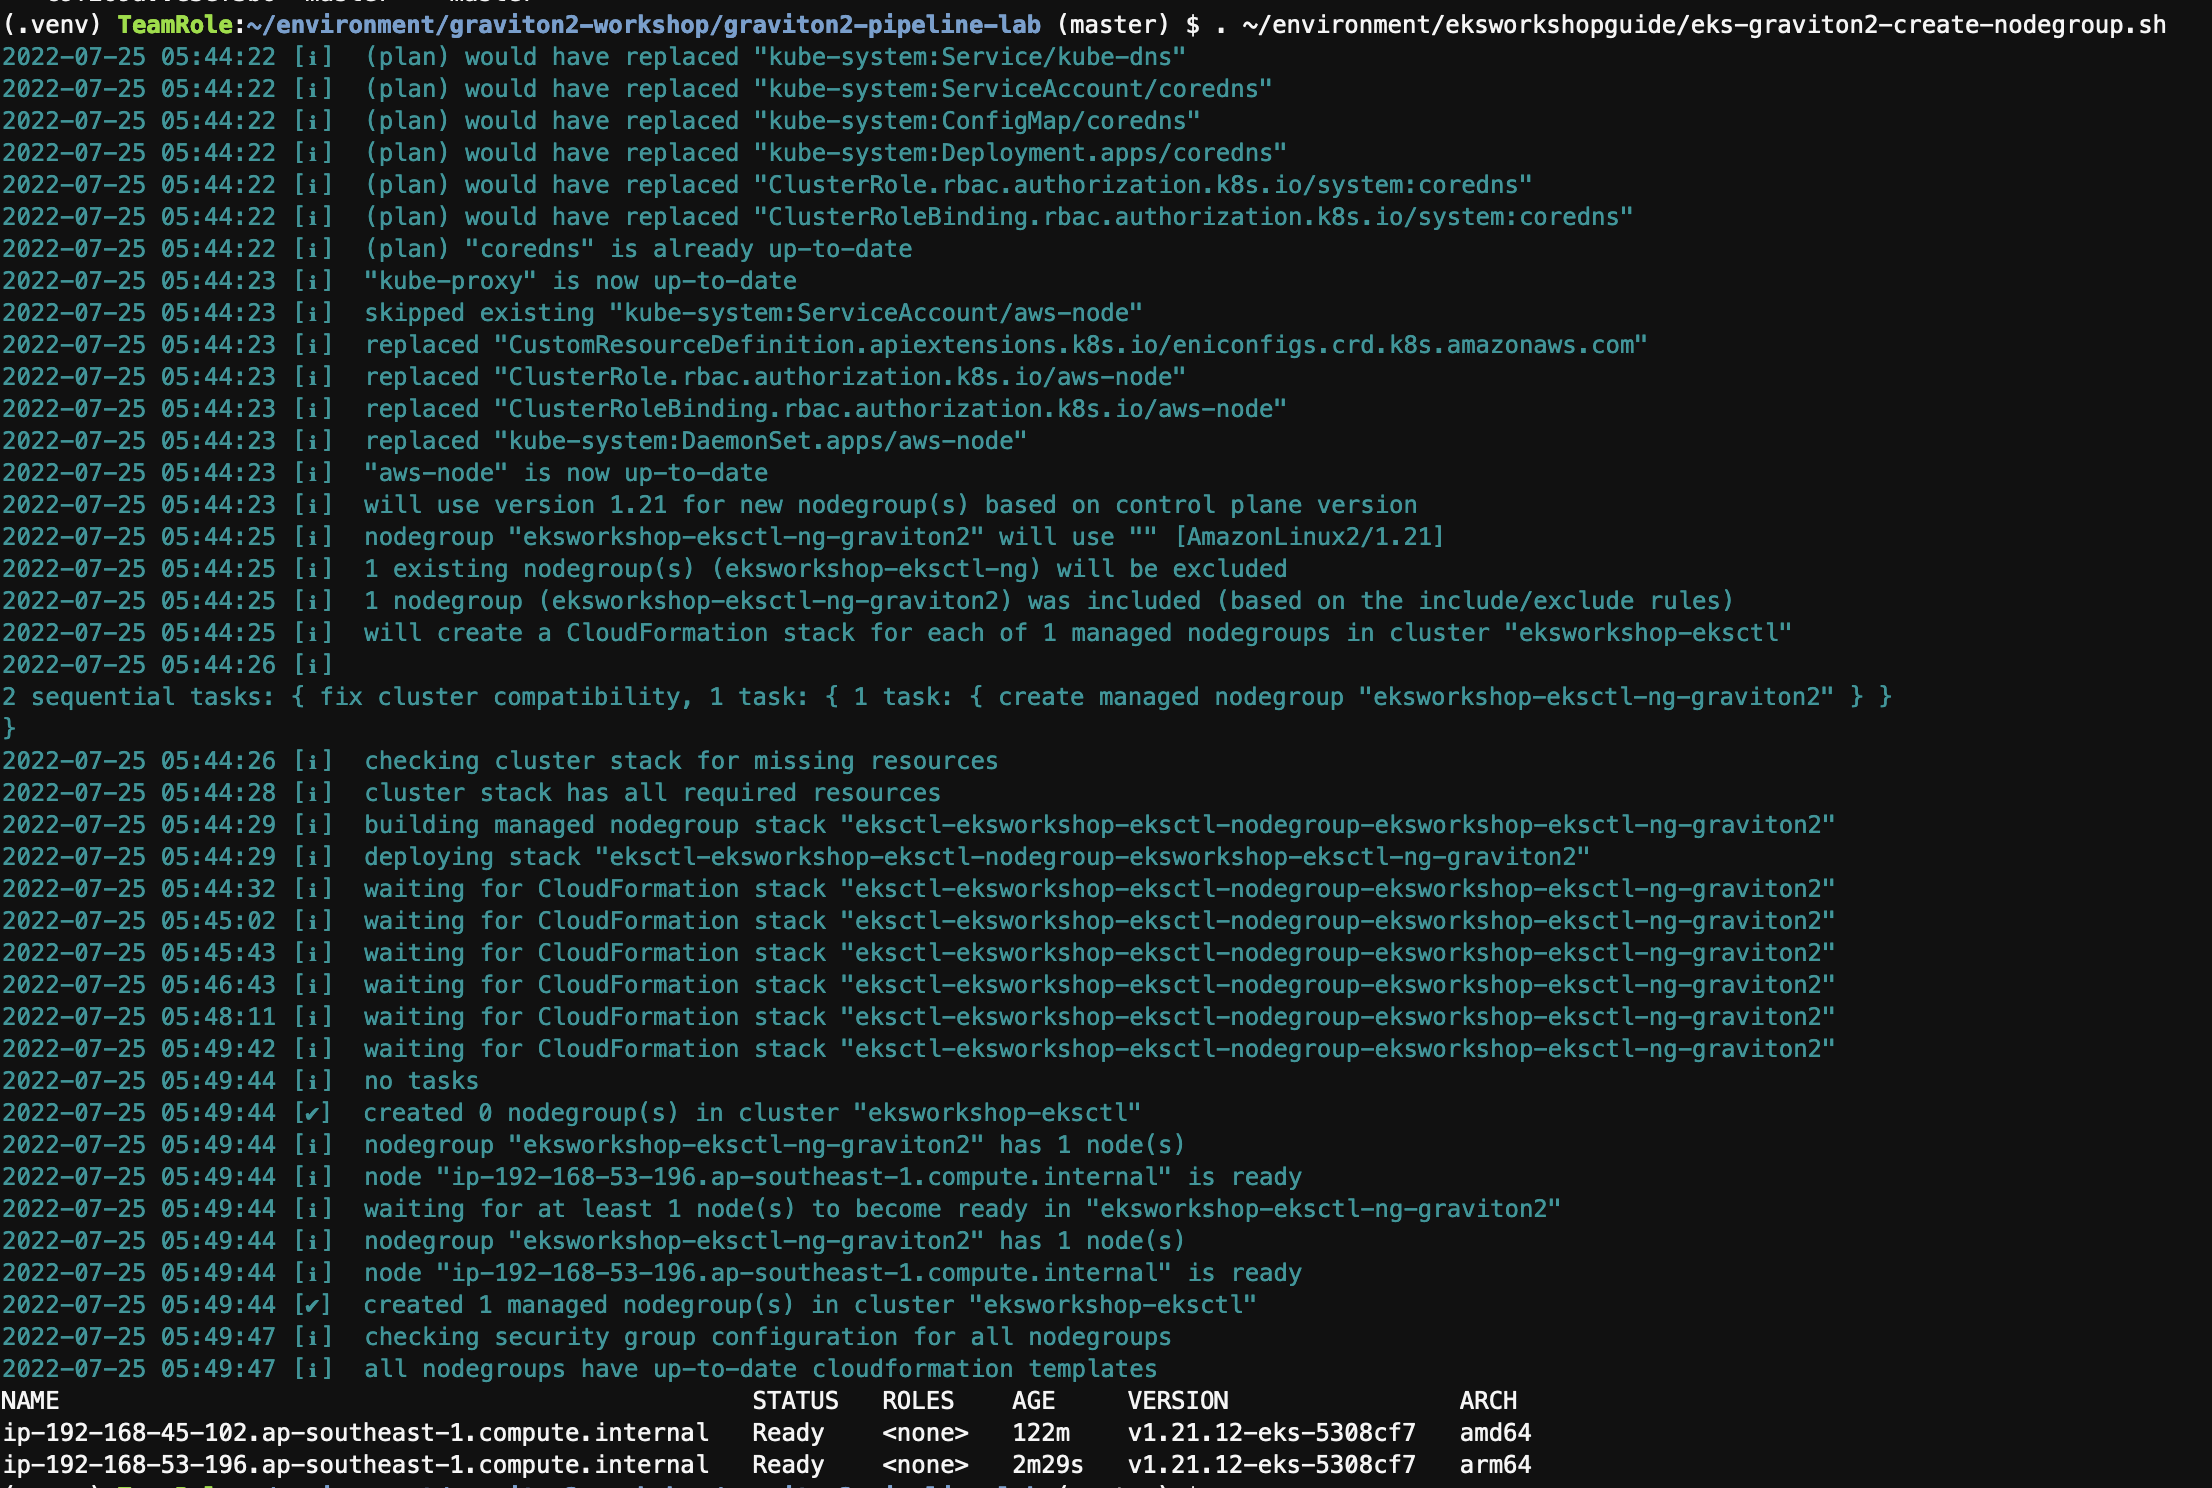 (.venv) TeamRole:~/environment/graviton2-workshop/graviton2-pipeline-lab (master) $ . ~/environment/eksworkshopguide/eks-graviton2-create-nodegroup.sh
2022-07-25 05:44:22 [ℹ]  (plan) would have replaced "kube-system:Service/kube-dns"
2022-07-25 05:44:22 [ℹ]  (plan) would have replaced "kube-system:ServiceAccount/coredns"
2022-07-25 05:44:22 [ℹ]  (plan) would have replaced "kube-system:ConfigMap/coredns"
2022-07-25 05:44:22 [ℹ]  (plan) would have replaced "kube-system:Deployment.apps/coredns"
2022-07-25 05:44:22 [ℹ]  (plan) would have replaced "ClusterRole.rbac.authorization.k8s.io/system:coredns"
2022-07-25 05:44:22 [ℹ]  (plan) would have replaced "ClusterRoleBinding.rbac.authorization.k8s.io/system:coredns"
2022-07-25 05:44:22 [ℹ]  (plan) "coredns" is already up-to-date
2022-07-25 05:44:23 [ℹ]  "kube-proxy" is now up-to-date
2022-07-25 05:44:23 [ℹ]  skipped existing "kube-system:ServiceAccount/aws-node"
2022-07-25 05:44:23 [ℹ]  replaced "CustomResourceDefinition.apiextensions.k8s.io/eniconfigs.crd.k8s.amazonaws.com"
2022-07-25 05:44:23 [ℹ]  replaced "ClusterRole.rbac.authorization.k8s.io/aws-node"
2022-07-25 05:44:23 [ℹ]  replaced "ClusterRoleBinding.rbac.authorization.k8s.io/aws-node"
2022-07-25 05:44:23 [ℹ]  replaced "kube-system:DaemonSet.apps/aws-node"
2022-07-25 05:44:23 [ℹ]  "aws-node" is now up-to-date
2022-07-25 05:44:23 [ℹ]  will use version 1.21 for new nodegroup(s) based on control plane version
2022-07-25 05:44:25 [ℹ]  nodegroup "eksworkshop-eksctl-ng-graviton2" will use "" [AmazonLinux2/1.21]
2022-07-25 05:44:25 [ℹ]  1 existing nodegroup(s) (eksworkshop-eksctl-ng) will be excluded
2022-07-25 05:44:25 [ℹ]  1 nodegroup (eksworkshop-eksctl-ng-graviton2) was included (based on the include/exclude rules)
2022-07-25 05:44:25 [ℹ]  will create a CloudFormation stack for each of 1 managed nodegroups in cluster "eksworkshop-eksctl"
2022-07-25 05:44:26 [ℹ]
2 sequential tasks: { fix cluster compatibility, 1 task: { 1 task: { create managed nodegroup "eksworkshop-eksctl-ng-graviton2" } }
}
2022-07-25 05:44:26 [ℹ]  checking cluster stack for missing resources
2022-07-25 05:44:28 [ℹ]  cluster stack has all required resources
2022-07-25 05:44:29 [ℹ]  building managed nodegroup stack "eksctl-eksworkshop-eksctl-nodegroup-eksworkshop-eksctl-ng-graviton2"
2022-07-25 05:44:29 [ℹ]  deploying stack "eksctl-eksworkshop-eksctl-nodegroup-eksworkshop-eksctl-ng-graviton2"
2022-07-25 05:44:32 [ℹ]  waiting for CloudFormation stack "eksctl-eksworkshop-eksctl-nodegroup-eksworkshop-eksctl-ng-graviton2"
2022-07-25 05:45:02 [ℹ]  waiting for CloudFormation stack "eksctl-eksworkshop-eksctl-nodegroup-eksworkshop-eksctl-ng-graviton2"
2022-07-25 05:45:43 [ℹ]  waiting for CloudFormation stack "eksctl-eksworkshop-eksctl-nodegroup-eksworkshop-eksctl-ng-graviton2"
2022-07-25 05:46:43 [ℹ]  waiting for CloudFormation stack "eksctl-eksworkshop-eksctl-nodegroup-eksworkshop-eksctl-ng-graviton2"
2022-07-25 05:48:11 [ℹ]  waiting for CloudFormation stack "eksctl-eksworkshop-eksctl-nodegroup-eksworkshop-eksctl-ng-graviton2"
2022-07-25 05:49:42 [ℹ]  waiting for CloudFormation stack "eksctl-eksworkshop-eksctl-nodegroup-eksworkshop-eksctl-ng-graviton2"
2022-07-25 05:49:44 [ℹ]  no tasks
2022-07-25 05:49:44 [✔]  created 0 nodegroup(s) in cluster "eksworkshop-eksctl"
2022-07-25 05:49:44 [ℹ]  nodegroup "eksworkshop-eksctl-ng-graviton2" has 1 node(s)
2022-07-25 05:49:44 [ℹ]  node "ip-192-168-53-196.ap-southeast-1.compute.internal" is ready
2022-07-25 05:49:44 [ℹ]  waiting for at least 1 node(s) to become ready in "eksworkshop-eksctl-ng-graviton2"
2022-07-25 05:49:44 [ℹ]  nodegroup "eksworkshop-eksctl-ng-graviton2" has 1 node(s)
2022-07-25 05:49:44 [ℹ]  node "ip-192-168-53-196.ap-southeast-1.compute.internal" is ready
2022-07-25 05:49:44 [✔]  created 1 managed nodegroup(s) in cluster "eksworkshop-eksctl"
2022-07-25 05:49:47 [ℹ]  checking security group configuration for all nodegroups
2022-07-25 05:49:47 [ℹ]  all nodegroups have up-to-date cloudformation templates
NAME STATUS ROLES AGE VERSION ARCH
ip-192-168-45-102.ap-southeast-1.compute.internal Ready <none> 122m v1.21.12-eks-5308cf7 amd64
ip-192-168-53-196.ap-southeast-1.compute.internal Ready <none> 2m29s v1.21.12-eks-5308cf7 arm64